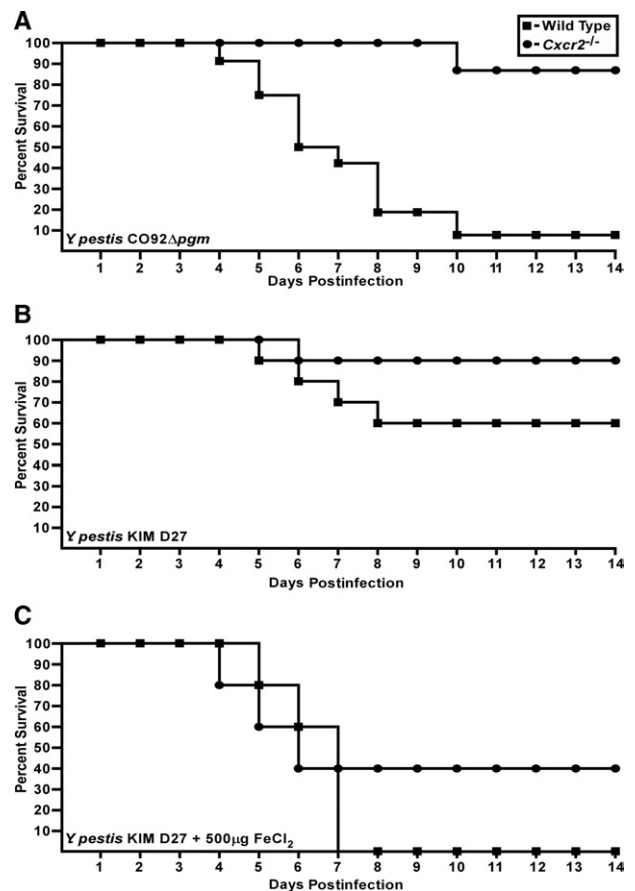 A
Wild Type
Cxcr2-/-
100
90
80
70
60
50
40
30
20
10
Percent Survival
Y pestis CO92Δpgm
1 2 3 4 5 6 7 8 9 10 11 12 13 14
Days Postinfection
B
100
90
80
70
60
50
40
30
20
10
Percent Survival
Y pestis KIM D27
1 2 3 4 5 6 7 8 9 10 11 12 13 14
Days Postinfection
C
100
90
80
70
60
50
40
30
20
10
Percent Survival
Y pestis KIM D27 + 500µg FeCl2
1 2 3 4 5 6 7 8 9 10 11 12 13 14
Days Postinfection